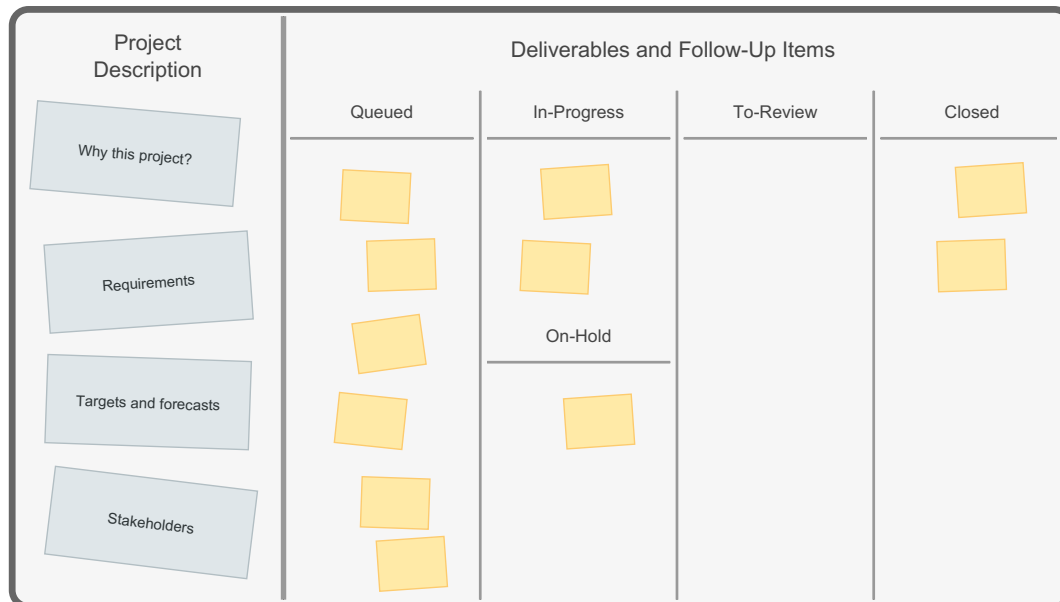 Project
Description
Why this project?
Requirements
Targets and forecasts
Stakeholders
Deliverables and Follow-Up Items
Queued
In-Progress
On-Hold
To-Review
Closed